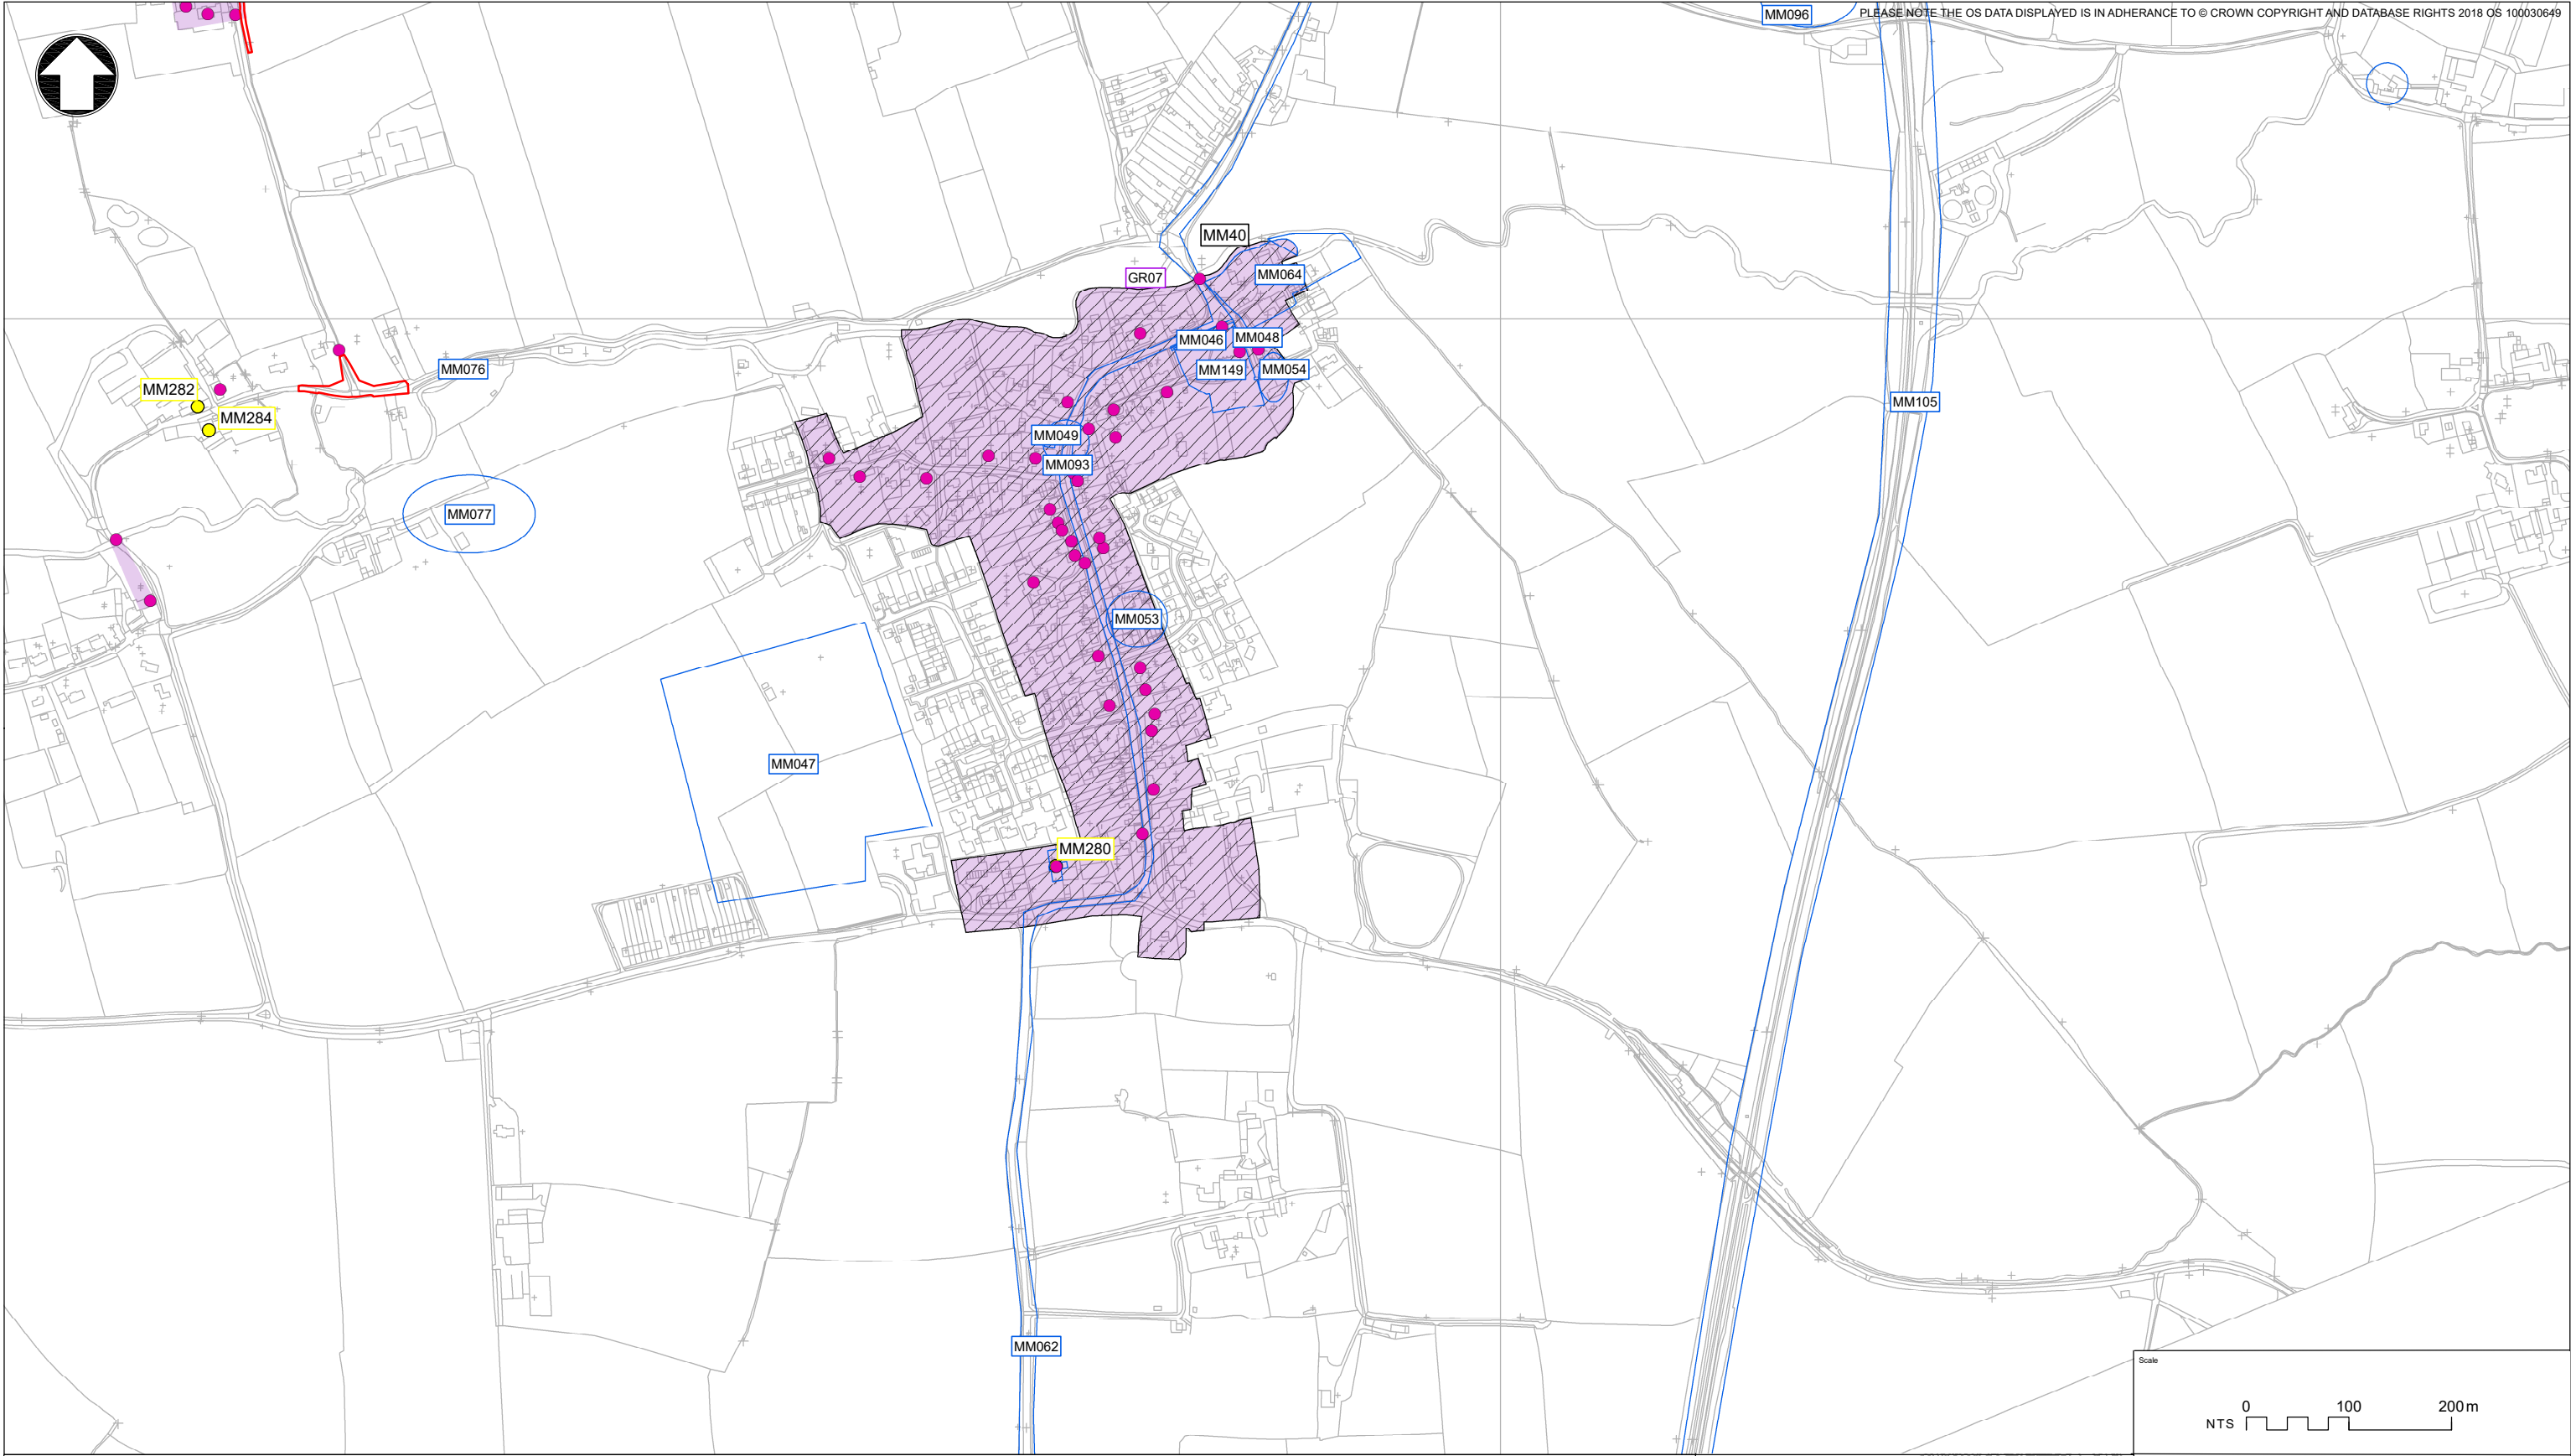 MM096
PLEASE NOTE THE OS DATA DISPLAYED IS IN ADHERANCE TO © CROWN COPYRIGHT AND DATABASE RIGHTS 2018 OS 100030649
MM40
GR07
MM064
MM046
MM048
MM076
MM149
MM054
MM282
MM284
MM105
MM049
MM093
MM077
MM053
MM047
MM280
MM062
Scale
0 100 200m
NTS